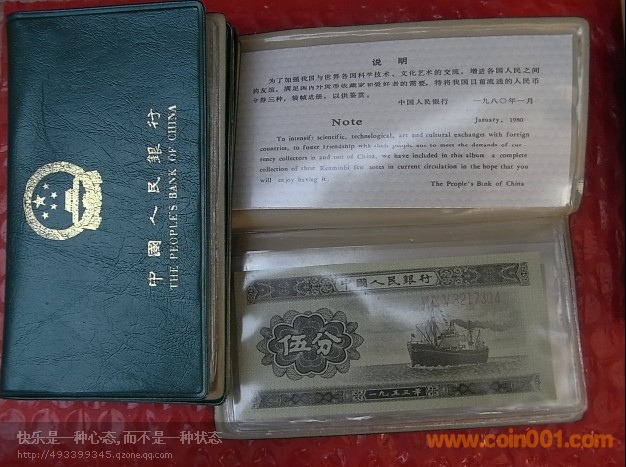 中國人民銀行
THE PEOPLE'S BANK OF CHINA
说 明
为了加强我国与世界各国科学技术、文化艺术的交流，增进各国人民之间
的友谊，满足国内外货币收藏家和爱好者的需要，特将我国目前流通的人民币
分券三种，装帧成册，以供鉴赏。
中国人民银行 一九八〇年一月
Note
January, 1980
To intensify scientific, technological, art and cultural exchanges with foreign
countries, to foster friendship with their people and to meet the demands of cur-
rency collectors in and out of China, we have included in this album a complete
collection of three Renminbi fen notes in current circulation in the hope that you
will enjoy having it.
The People's Bank of China
中國人民銀行
伍分
一九五三年
快乐是一种心态,而不是一种状态
http://493399345.qzone.qq.com
www.coin001.com